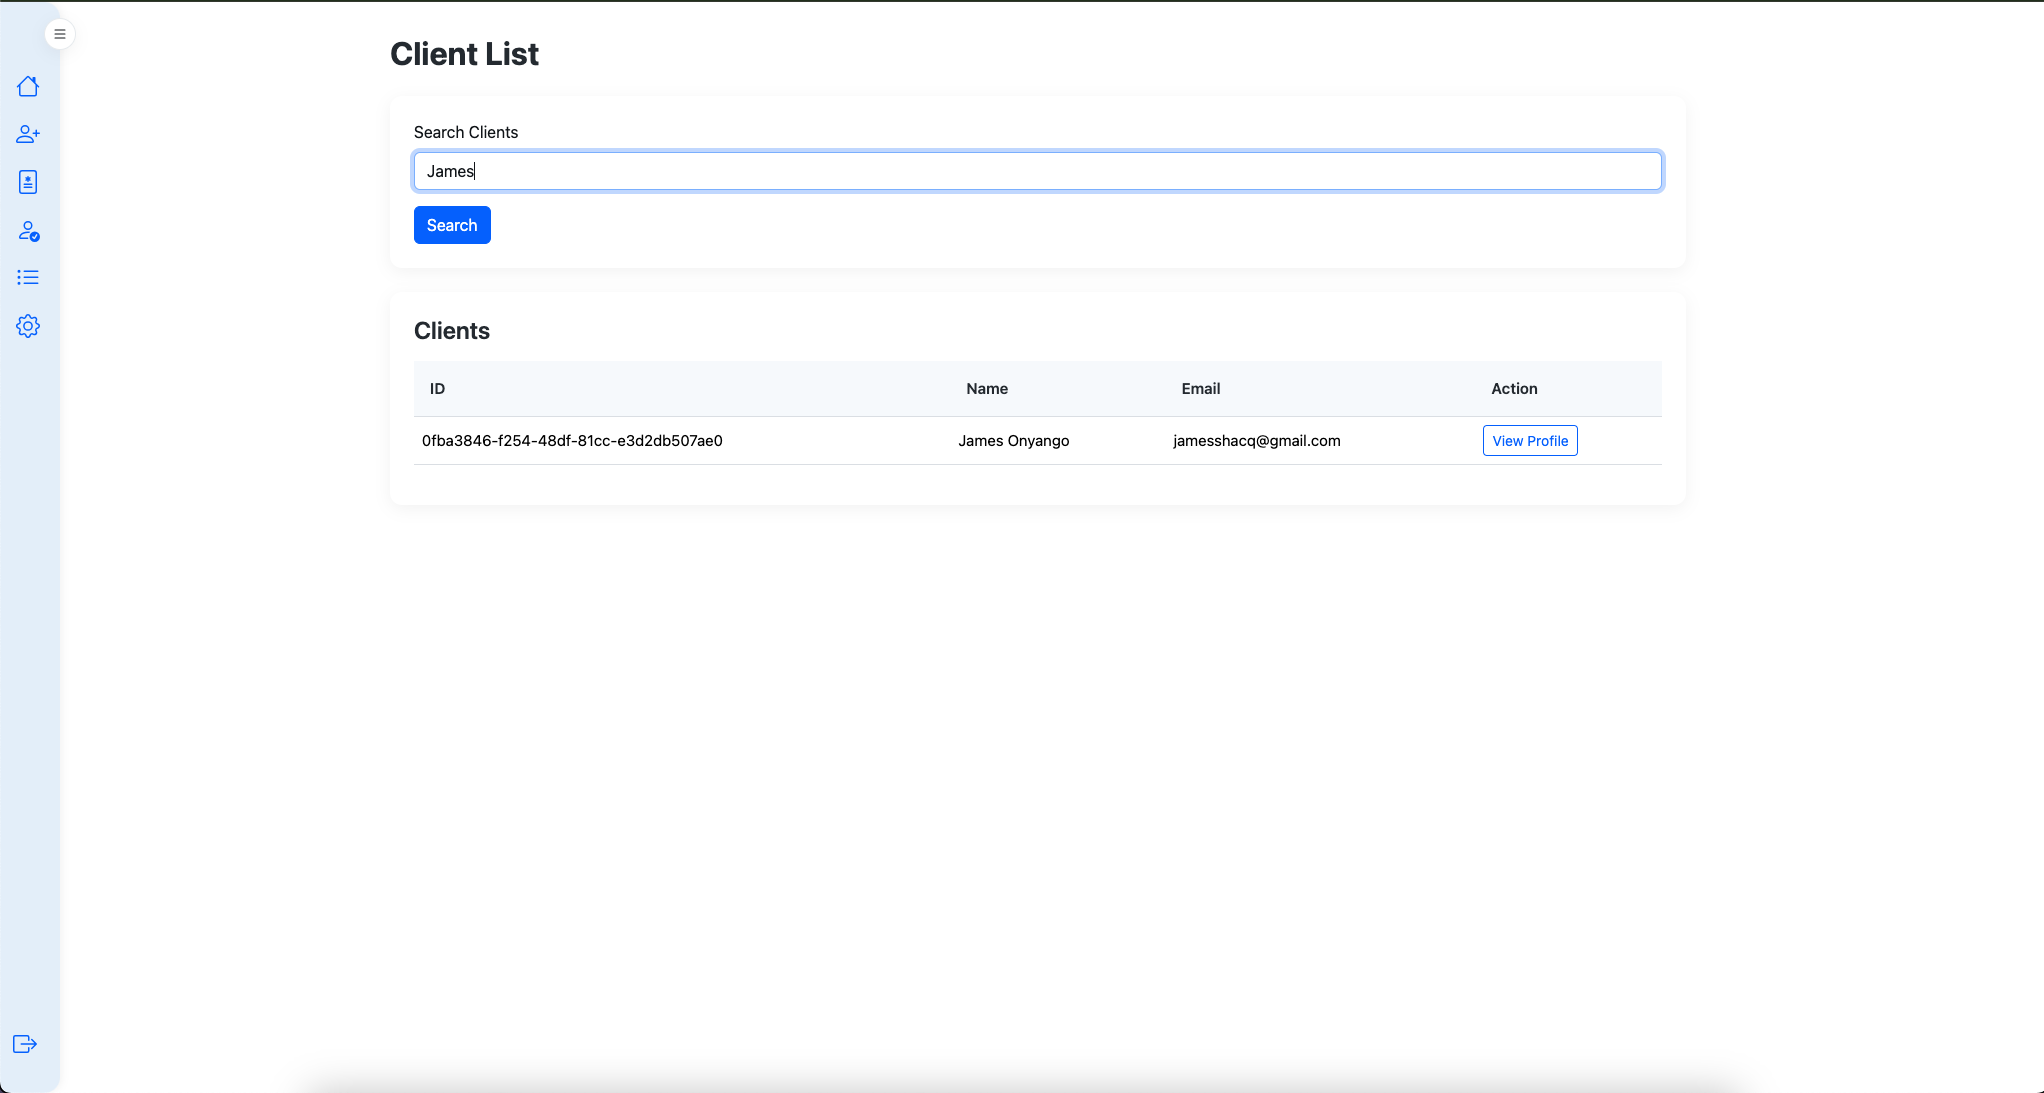 Client List
Search Clients
James
Search
Clients
ID Name Email Action
0fba3846-f254-48df-81cc-e3d2db507ae0 James Onyango jamesshacq@gmail.com View Profile